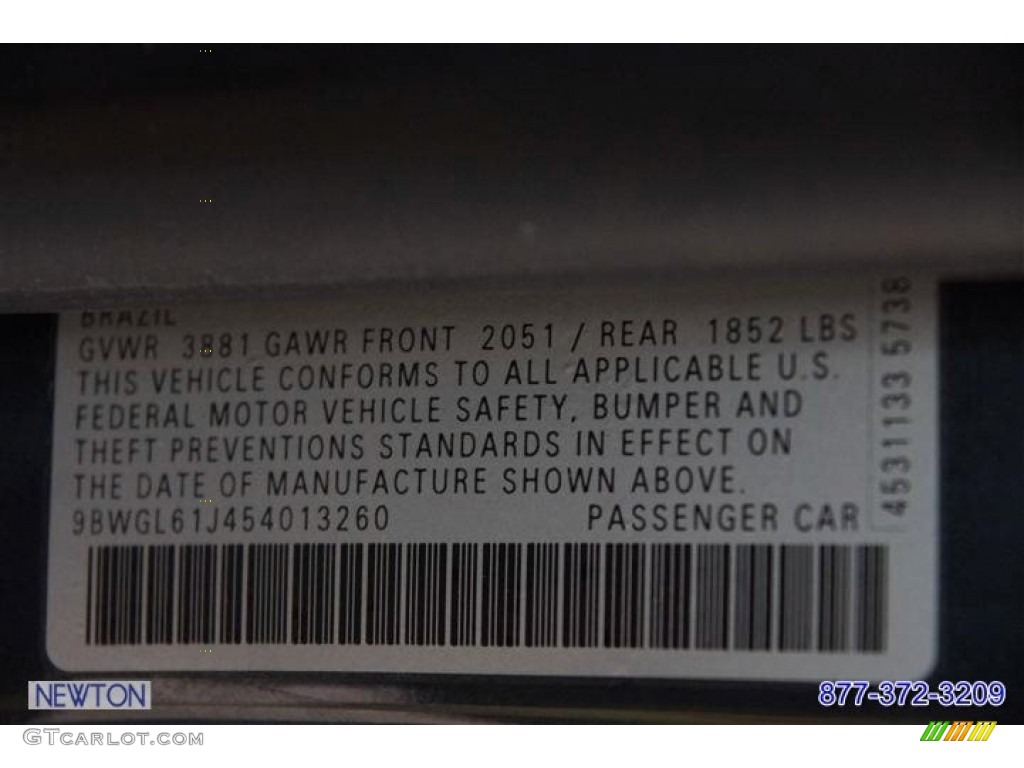 BRAZIL
GVWR 3881 GAWR FRONT 2051 / REAR 1852 LBS
THIS VEHICLE CONFORMS TO ALL APPLICABLE U.S.
FEDERAL MOTOR VEHICLE SAFETY, BUMPER AND
THEFT PREVENTIONS STANDARDS IN EFFECT ON
THE DATE OF MANUFACTURE SHOWN ABOVE.
9BWGL61J454013260 PASSENGER CAR
4531133 5738
NEWTON
877-372-3209
GTCARLOT.COM